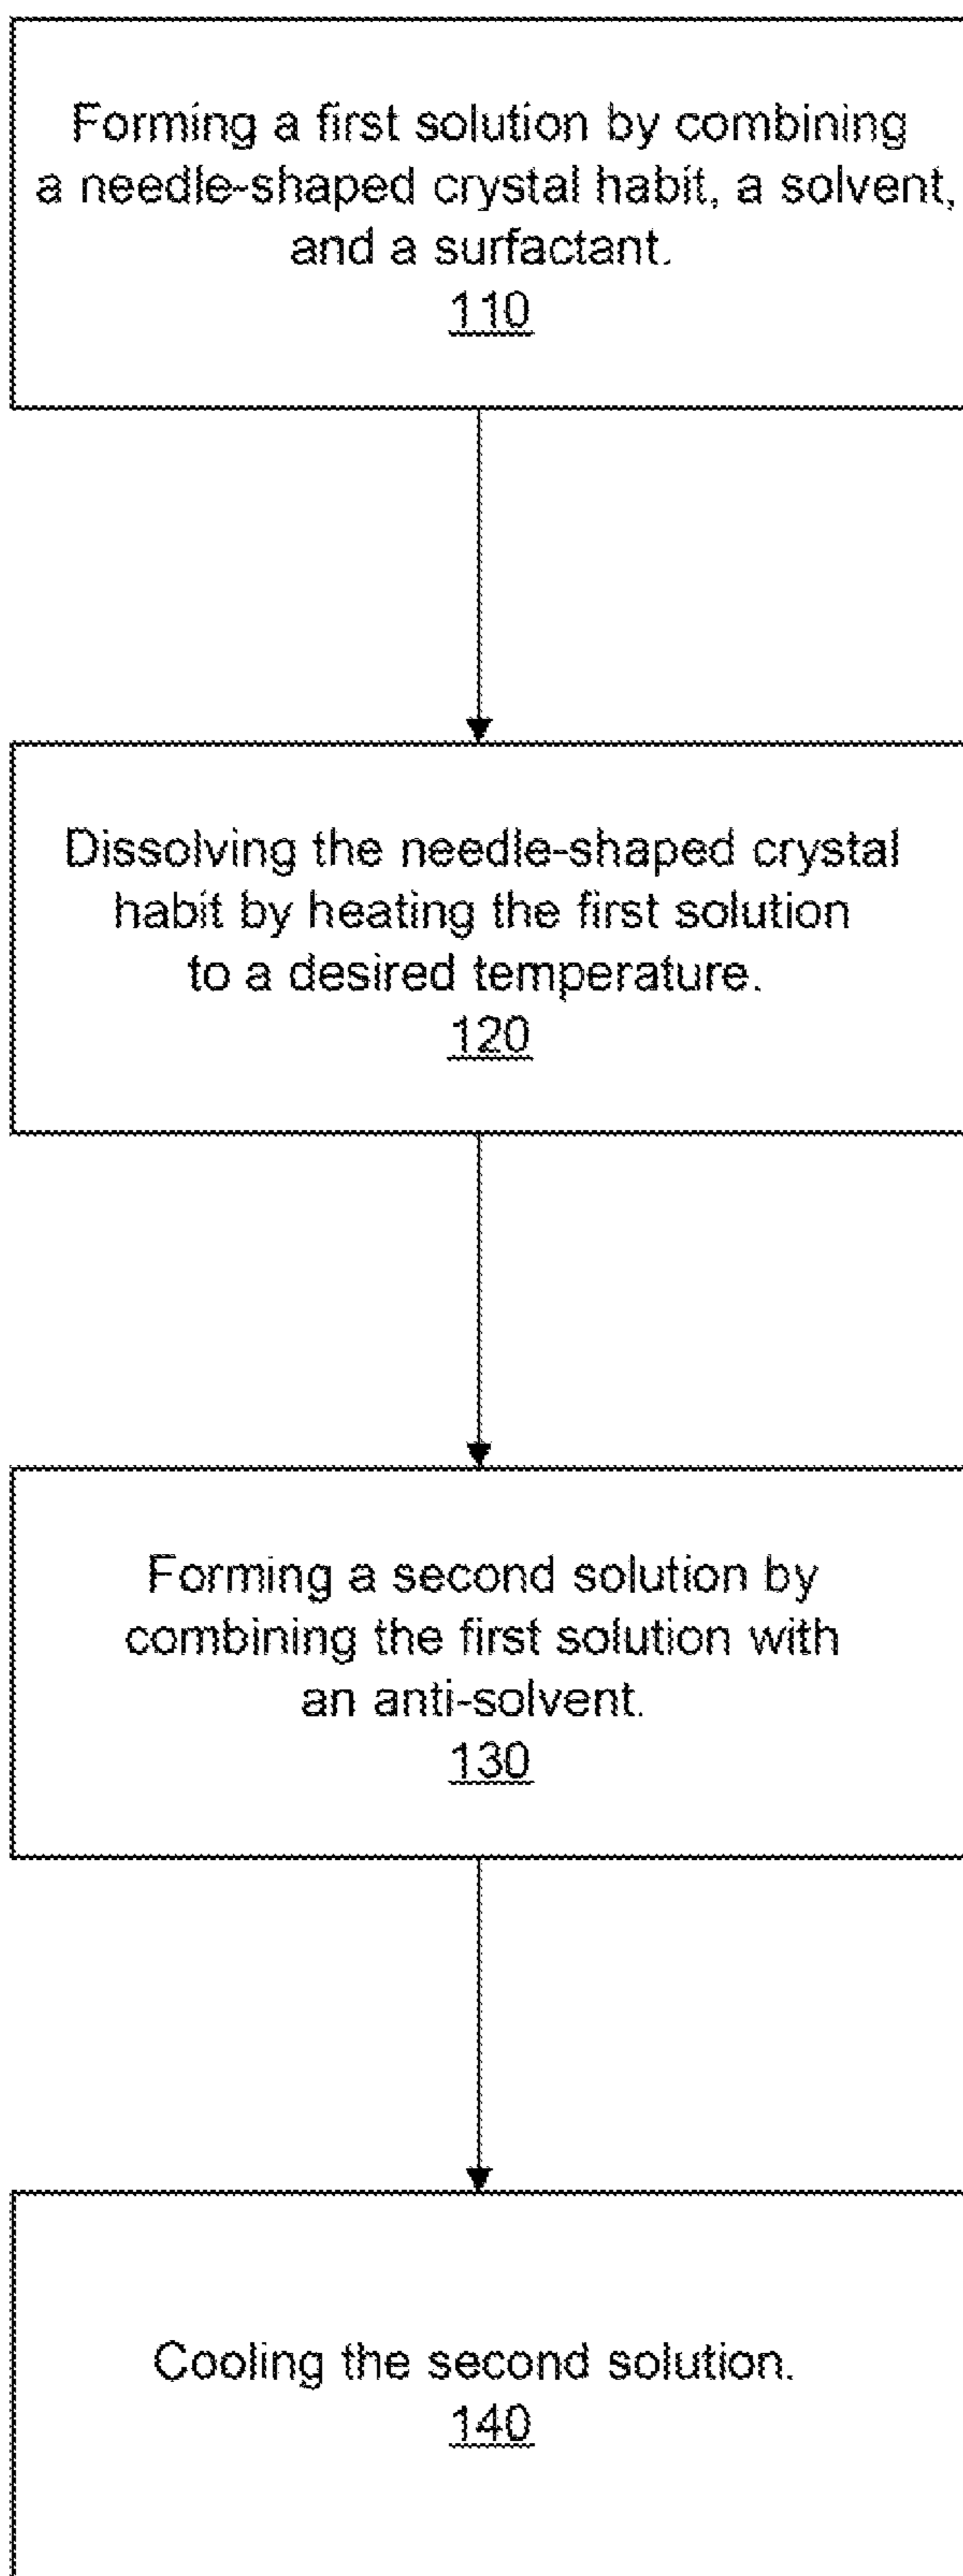 Forming a first solution by combining
a needle-shaped crystal habit, a solvent,
and a surfactant.
110
Dissolving the needle-shaped crystal
habit by heating the first solution
to a desired temperature.
120
Forming a second solution by
combining the first solution with
an anti-solvent.
130
Cooling the second solution.
140